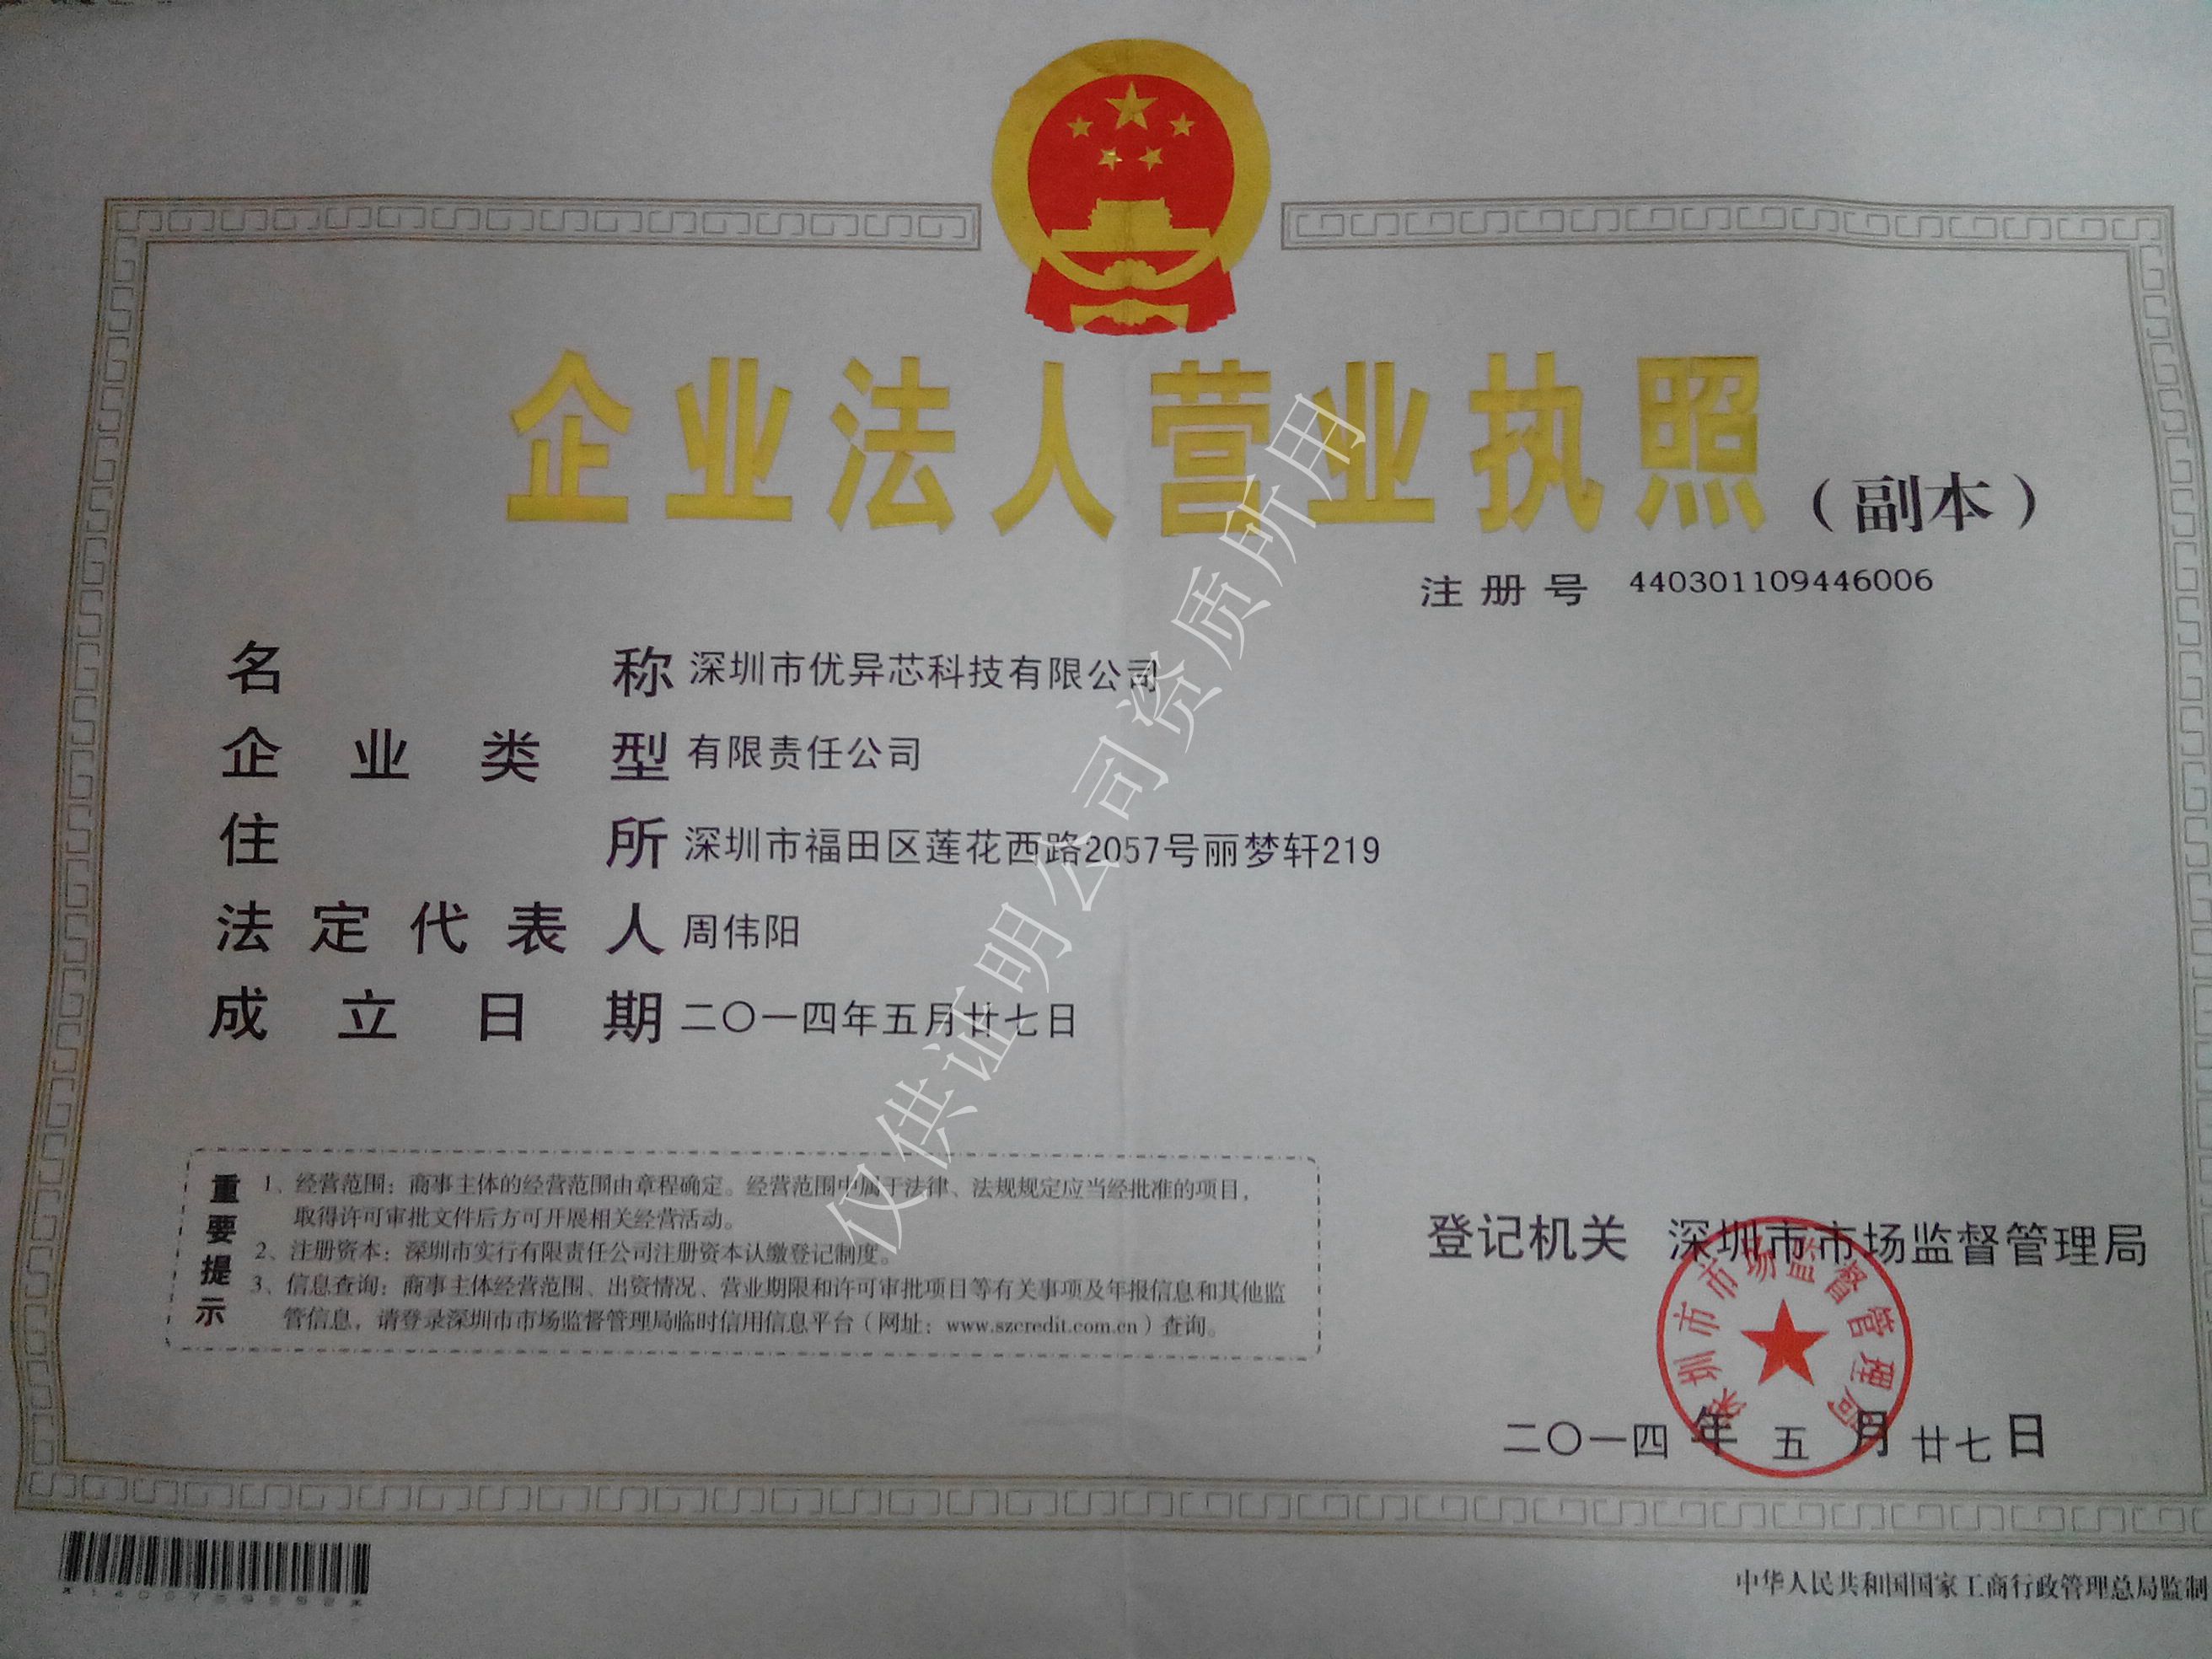 企业法人营业执照（副本）
注册号 440301109446006
名称 深圳市优异芯科技有限公司
企业类型 有限责任公司
住所 深圳市福田区莲花西路2057号丽梦轩219
法定代表人 周伟阳
成立日期 二〇一四年五月廿七日
仅供证明公司资质所用
重要提示
1、经营范围：商事主体的经营范围由章程确定。经营范围中属于法律、法规规定应当经批准的项目，
取得许可审批文件后方可开展相关经营活动。
2、注册资本：深圳市实行有限责任公司注册资本认缴登记制度。
3、信息查询：商事主体经营范围、出资情况、营业期限和许可审批项目等有关事项及年报信息和其他监
管信息，请登录深圳市市场监督管理局临时信用信息平台（网址：www.szcredit.com.cn）查询。
登记机关 深圳市市场监督管理局
深圳市市场监督管理局
二〇一四年五月廿七日
中华人民共和国国家工商行政管理总局监制